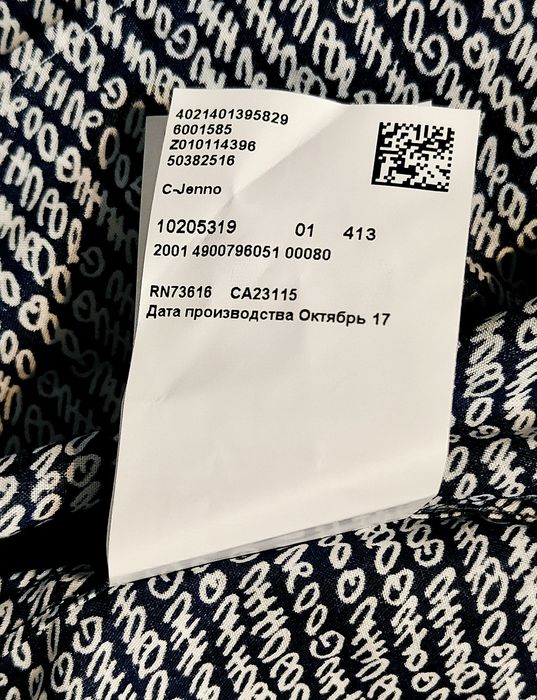 4021401395829
6001585
Z010114396
50382516
C-Jenno
10205319 01 413
2001 4900796051 00080
RN73616 CA23115
Дата производства Октябрь 17